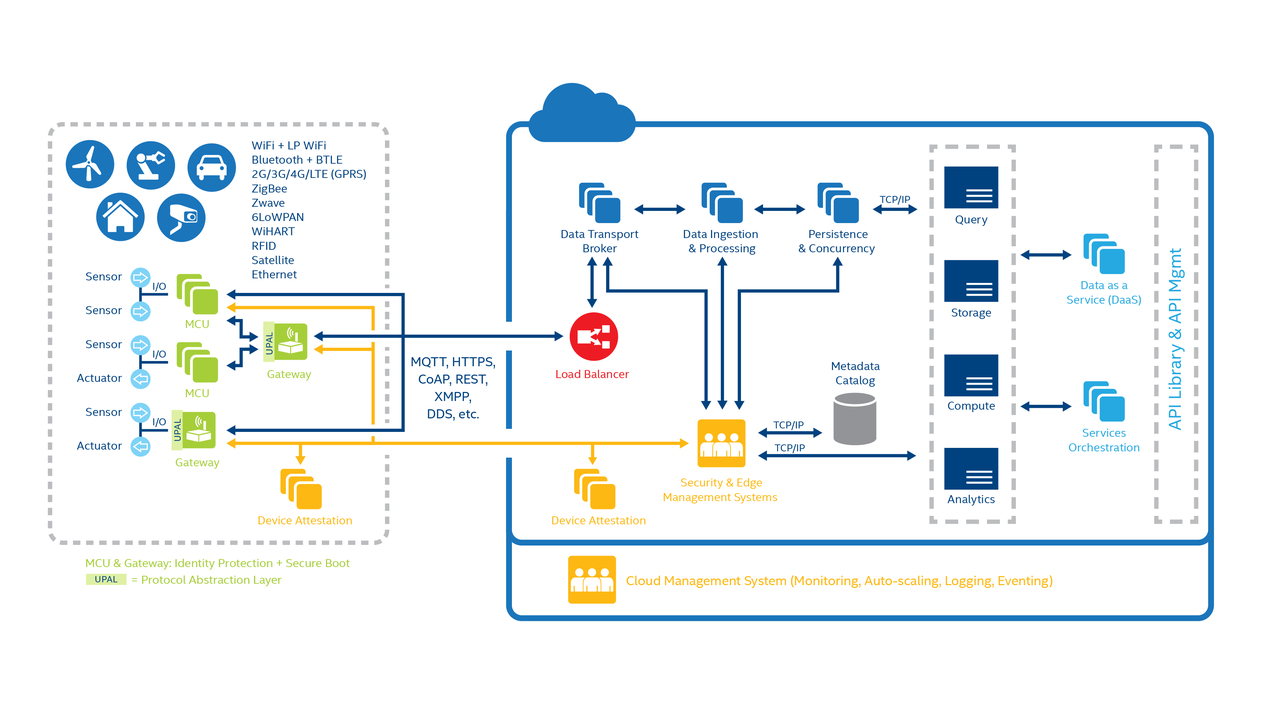 WiFi + LP WiFi
Bluetooth + BTLE
2G/3G/4G/LTE (GPRS)
ZigBee
Zwave
6LoWPAN
WiHART
RFID
Satellite
Ethernet
Sensor
I/O
Sensor
MCU
Sensor
I/O
Actuator
MCU
UPAL
Gateway
Sensor
I/O
Actuator
UPAL
Gateway
Device Attestation
MCU & Gateway: Identity Protection + Secure Boot
UPAL = Protocol Abstraction Layer
MQTT, HTTPS,
CoAP, REST,
XMPP,
DDS, etc.
Data Transport
Broker
Data Ingestion
& Processing
Persistence
& Concurrency
TCP/IP
Load Balancer
Metadata
Catalog
TCP/IP
TCP/IP
Security & Edge
Management Systems
Device Attestation
Query
Storage
Compute
Analytics
Data as a
Service (DaaS)
Services
Orchestration
API Library & API Mgmt
Cloud Management System (Monitoring, Auto-scaling, Logging, Eventing)